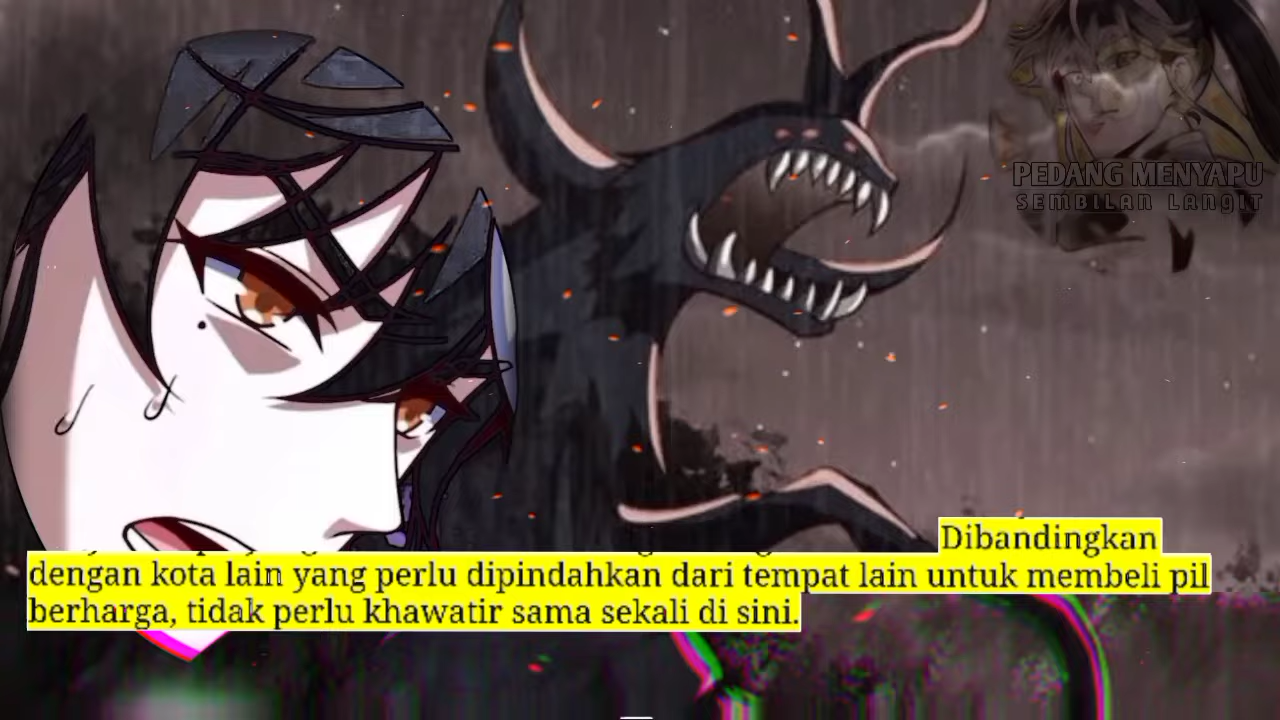 PEDANG MENYAPU
SEMBILAN LANGIT
Dibandingkan
dengan kota lain yang perlu dipindahkan dari tempat lain untuk membeli pil
berharga, tidak perlu khawatir sama sekali di sini.